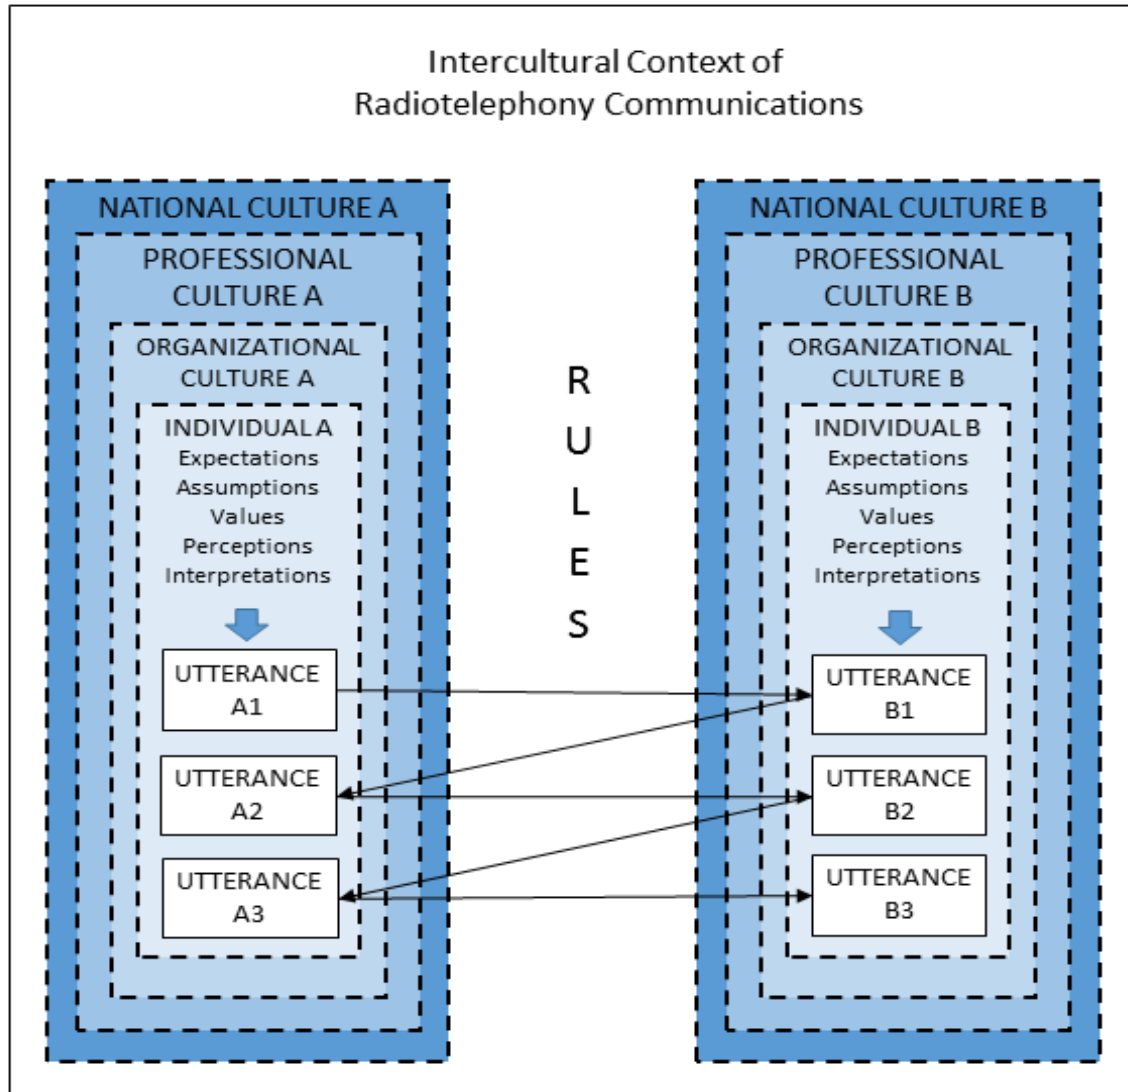 Intercultural Context of
Radiotelephony Communications
NATIONAL CULTURE A
PROFESSIONAL
CULTURE A
ORGANIZATIONAL
CULTURE A
INDIVIDUAL A
Expectations
Assumptions
Values
Perceptions
Interpretations
UTTERANCE
A1
UTTERANCE
A2
UTTERANCE
A3
R
U
L
E
S
NATIONAL CULTURE B
PROFESSIONAL
CULTURE B
ORGANIZATIONAL
CULTURE B
INDIVIDUAL B
Expectations
Assumptions
Values
Perceptions
Interpretations
UTTERANCE
B1
UTTERANCE
B2
UTTERANCE
B3